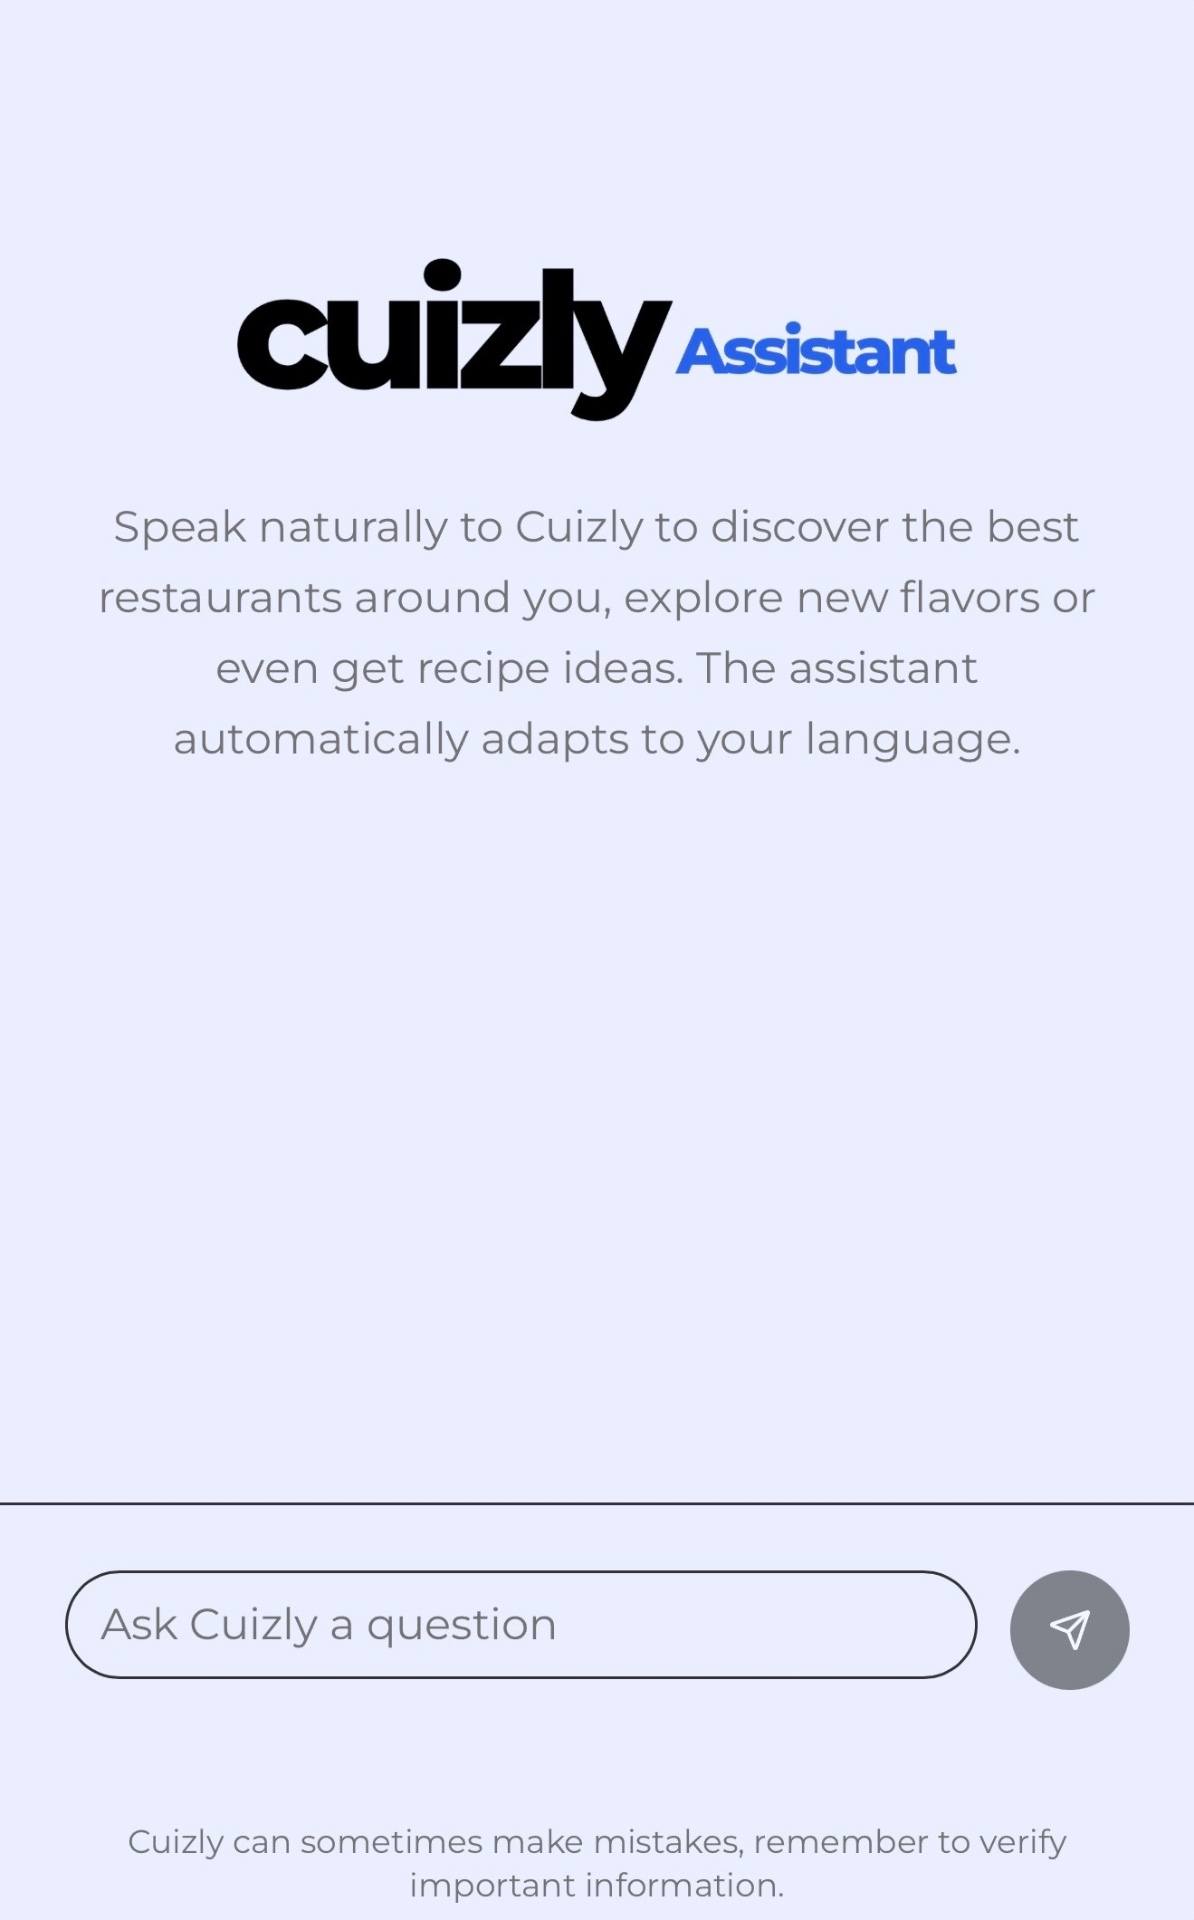 cuizly Assistant
Speak naturally to Cuizly to discover the best
restaurants around you, explore new flavors or
even get recipe ideas. The assistant
automatically adapts to your language.
Ask Cuizly a question
Cuizly can sometimes make mistakes, remember to verify
important information.